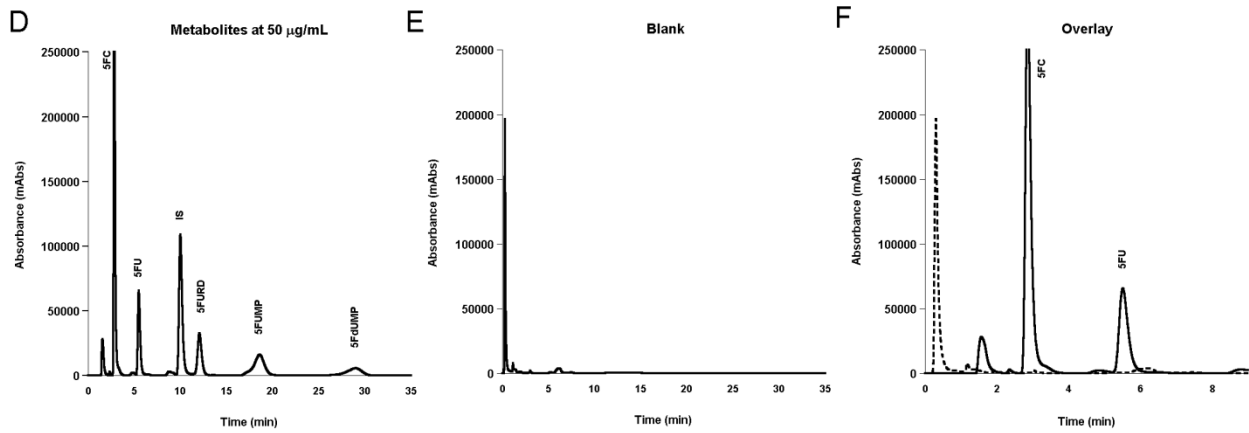 D
Metabolites at 50 μg/mL
Absorbance (mAbs)
250000
200000
150000
100000
50000
0
5FC
5FU
IS
5FURD
5FUMP
5FdUMP
0 5 10 15 20 25 30 35
Time (min)
E
Blank
Absorbance (mAbs)
250000
200000
150000
100000
50000
0
0 5 10 15 20 25 30 35
Time (min)
F
Overlay
Absorbance (mAbs)
250000
200000
150000
100000
50000
0
5FC
5FU
0 2 4 6 8
Time (min)